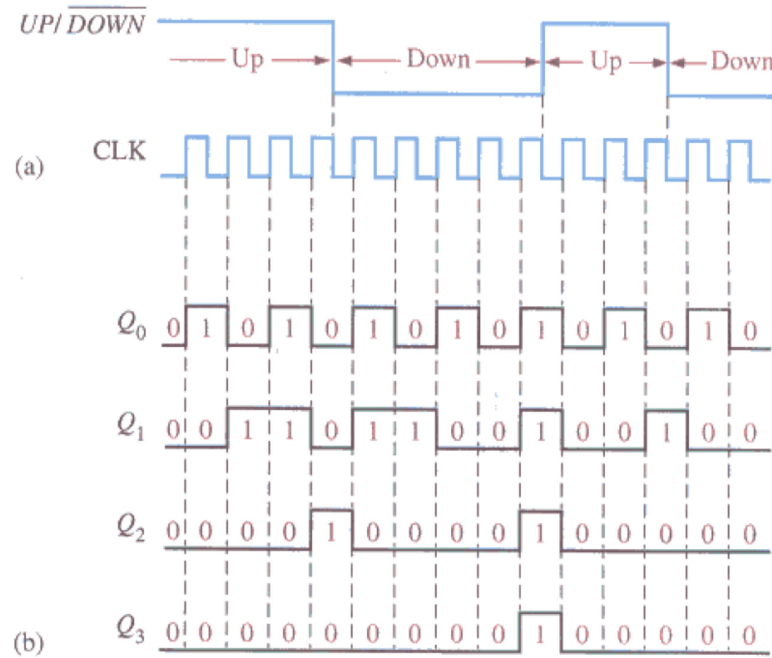 UP/DOWN
Up Down Up Down
(a) CLK
Q0 0 1 0 1 0 1 0 1 0 1 0 1 0 1 0
Q1 0 0 1 1 0 1 1 0 0 1 0 0 1 0 0
Q2 0 0 0 0 1 0 0 0 0 1 0 0 0 0 0
(b) Q3 0 0 0 0 0 0 0 0 0 1 0 0 0 0 0